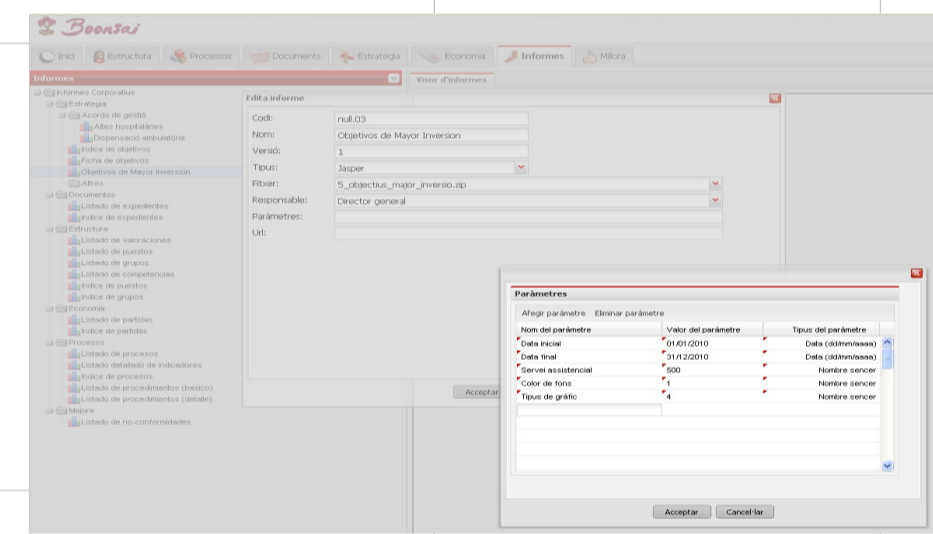 Boonsai
Inici
Estructura
Processos
Documents
Estratègia
Economia
Informes
Millora
Informes
Visor d'informes
Informes Corporatius
Estrategia
Acords de gestió
Altes hospitalàries
Dispensació ambulatòria
Indice de objetivos
Ficha de objetivos
Objetivos de Mayor Inversion
Altres
Documentos
Listado de expedientes
Indice de expedientes
Estructura
Listado de valoraciones
Listado de puestos
Listado de grupos
Listado de competencias
Indice de puestos
Indice de grupos
Economia
Listado de partidas
Indice de partidas
Procesos
Listado de procesos
Listado detallado de indicadores
Indice de procesos
Listado de procedimientos (basico)
Listado de procedimientos (detalle)
Mejora
Listado de no-conformidades
Edita informe
Codi: null.03
Nom: Objetivos de Mayor Inversion
Versió: 1
Tipus: Jasper
Fitxer: 5_objectius_major_inversio.zip
Responsable: Director general
Paràmetres:
Url:
Acceptar
Paràmetres
Afegir paràmetre Eliminar paràmetre
Nom del paràmetre Valor del paràmetre Tipus del paràmetre
Data inicial 01/01/2010 Data (dd/mm/aaaa)
Data final 31/12/2010 Data (dd/mm/aaaa)
Servei assistencial 500 Nombre sencer
Color de fons 1 Nombre sencer
Tipus de gràfic 4 Nombre sencer
Acceptar Cancel·lar